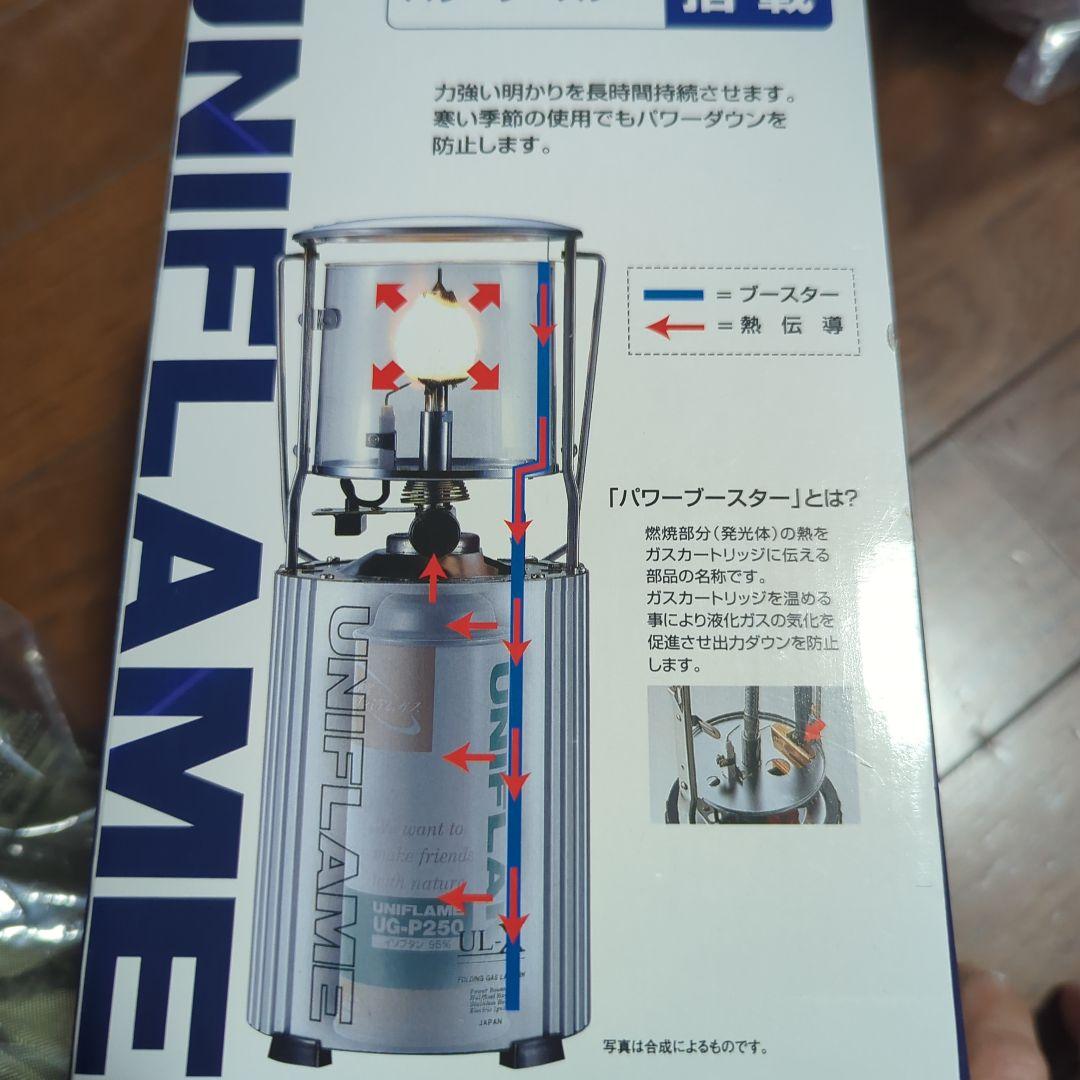 UNIFLAME
搭載
力強い明かりを長時間持続させます。
寒い季節の使用でもパワーダウンを
防止します。
= ブースター
= 熱 伝 導
「パワーブースター」とは?
燃焼部分(発光体)の熱を
ガスカートリッジに伝える
部品の名称です。
ガスカートリッジを温める
事により液化ガスの気化を
促進させ出力ダウンを防止
します。
UNIFLAME
UNIFLA
We want to
make friends
with nature
UNIFLAME
UG-P250
イソブタン 95%
UL-X
FOLDING GAS
JAPAN
写真は合成によるものです。